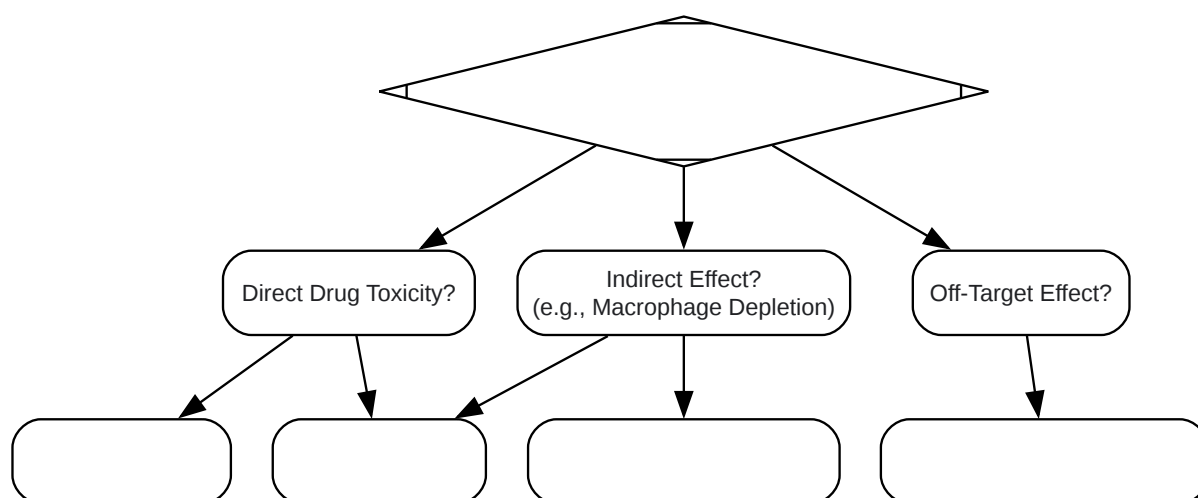 Direct Drug Toxicity?
Indirect Effect?
(e.g., Macrophage Depletion)
Off-Target Effect?